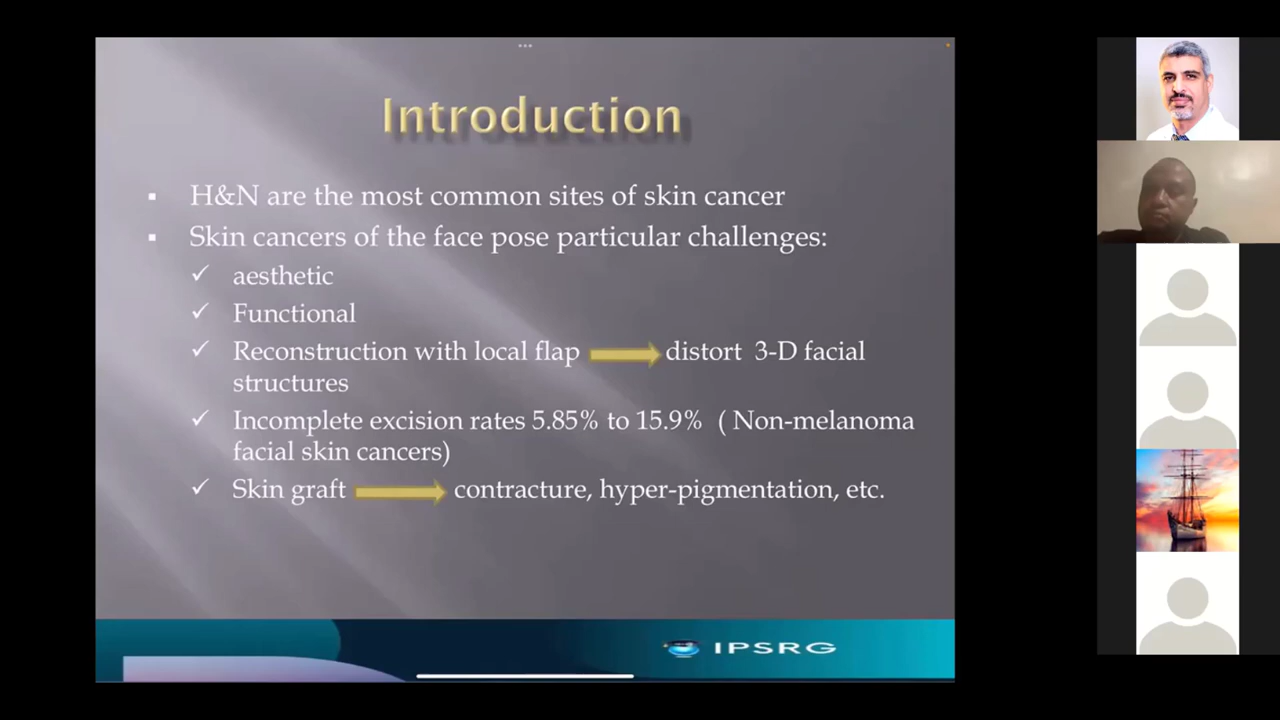 Introduction
H&N are the most common sites of skin cancer
Skin cancers of the face pose particular challenges:
aesthetic
Functional
Reconstruction with local flap distort 3-D facial
structures
Incomplete excision rates 5.85% to 15.9% ( Non-melanoma
facial skin cancers)
Skin graft contracture, hyper-pigmentation, etc.
IPSRG